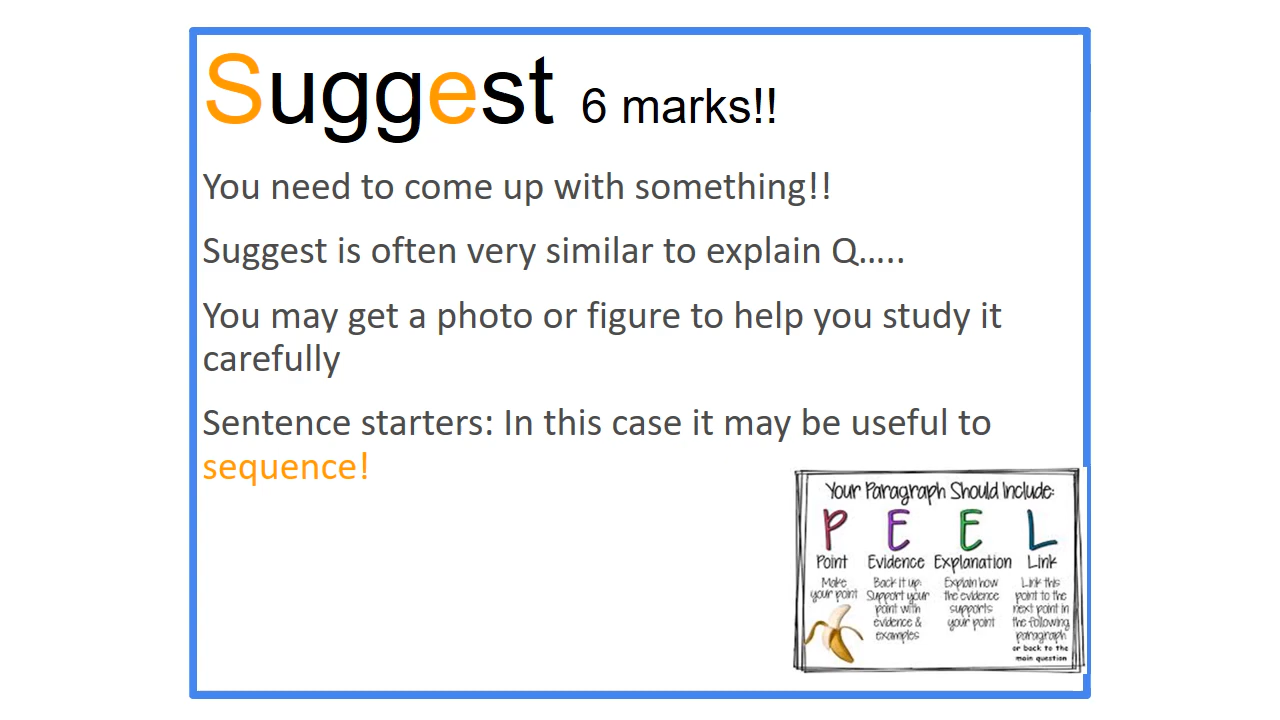 Suggest 6 marks!!
You need to come up with something!!
Suggest is often very similar to explain Q…..
You may get a photo or figure to help you study it
carefully
Sentence starters: In this case it may be useful to
sequence!
Your Paragraph Should Include:
P E E L
Point Evidence Explanation Link
Make your point
Back it up: Support your point with evidence & examples
Explain how the evidence supports your point
Link this point to the next point in the following paragraph or back to the main question